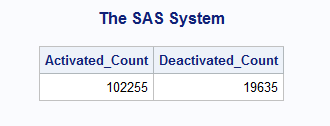 The SAS System
Activated_Count Deactivated_Count
102255 19635